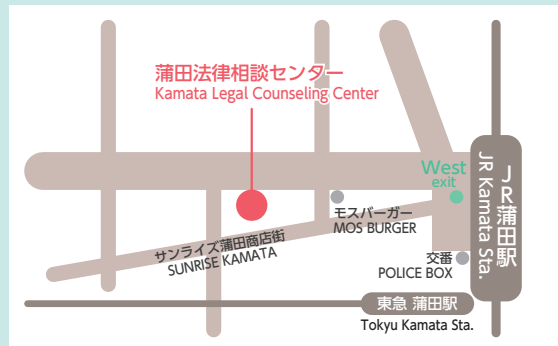 蒲田法律相談センター
Kamata Legal Counseling Center
West
exit
JR蒲田駅
JR Kamata Sta.
モスバーガー
MOS BURGER
サンライズ蒲田商店街
SUNRISE KAMATA
交番
POLICE BOX
東急 蒲田駅
Tokyu Kamata Sta.